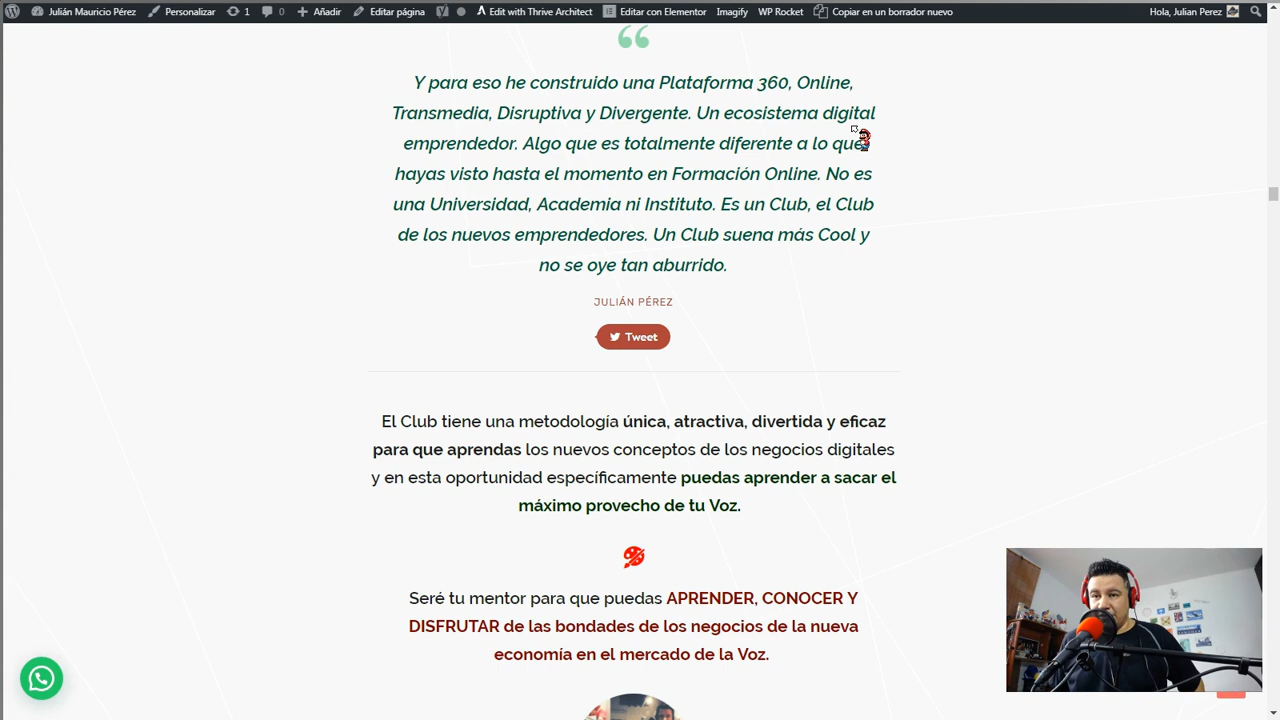 Julián Mauricio Pérez Personalizar 1 0 Añadir Editar página Edit with Thrive Architect Editar con Elementor Imagify WP Rocket Copiar en un borrador nuevo Hola, Julian Perez
Y para eso he construido una Plataforma 360, Online,
Transmedia, Disruptiva y Divergente. Un ecosistema digital
emprendedor. Algo que es totalmente diferente a lo que
hayas visto hasta el momento en Formación Online. No es
una Universidad, Academia ni Instituto. Es un Club, el Club
de los nuevos emprendedores. Un Club suena más Cool y
no se oye tan aburrido.
JULIÁN PÉREZ
Tweet
El Club tiene una metodología única, atractiva, divertida y eficaz
para que aprendas los nuevos conceptos de los negocios digitales
y en esta oportunidad específicamente puedas aprender a sacar el
máximo provecho de tu Voz.
Seré tu mentor para que puedas APRENDER, CONOCER Y
DISFRUTAR de las bondades de los negocios de la nueva
economía en el mercado de la Voz.